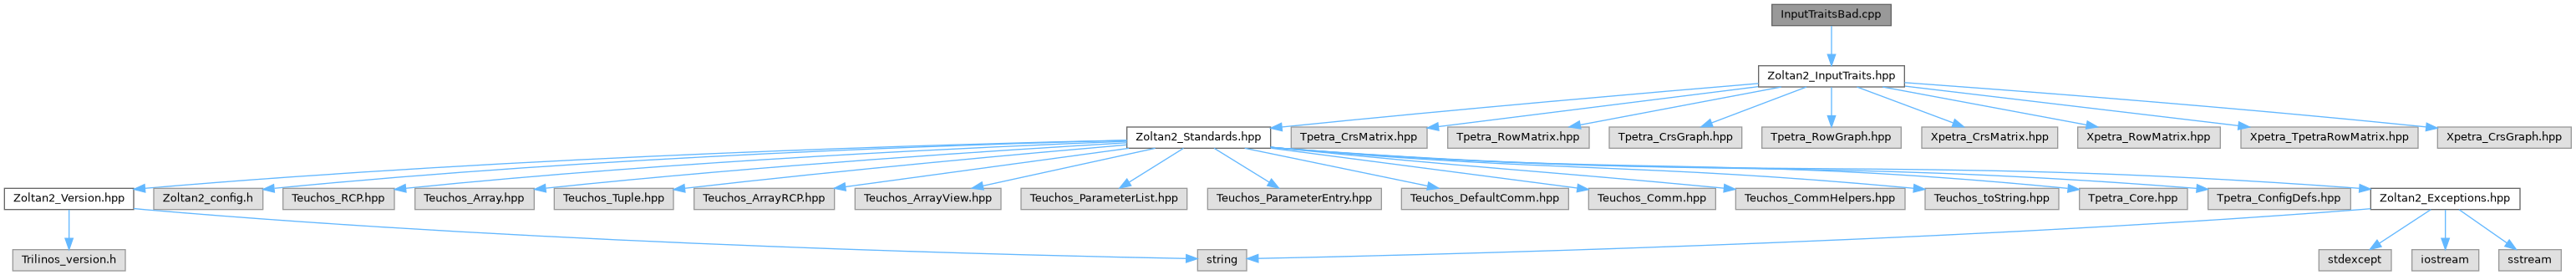 InputTraitsBad.cpp
Zoltan2_InputTraits.hpp
Zoltan2_Standards.hpp
Tpetra_CrsMatrix.hpp
Tpetra_RowMatrix.hpp
Tpetra_CrsGraph.hpp
Tpetra_RowGraph.hpp
Xpetra_CrsMatrix.hpp
Xpetra_RowMatrix.hpp
Xpetra_TpetraRowMatrix.hpp
Xpetra_CrsGraph.hpp
Zoltan2_Version.hpp
Zoltan2_config.h
Teuchos_RCP.hpp
Teuchos_Array.hpp
Teuchos_Tuple.hpp
Teuchos_ArrayRCP.hpp
Teuchos_ArrayView.hpp
Teuchos_ParameterList.hpp
Teuchos_ParameterEntry.hpp
Teuchos_DefaultComm.hpp
Teuchos_Comm.hpp
Teuchos_CommHelpers.hpp
Teuchos_toString.hpp
Tpetra_Core.hpp
Tpetra_ConfigDefs.hpp
Zoltan2_Exceptions.hpp
Trilinos_version.h
string
stdexcept
iostream
sstream